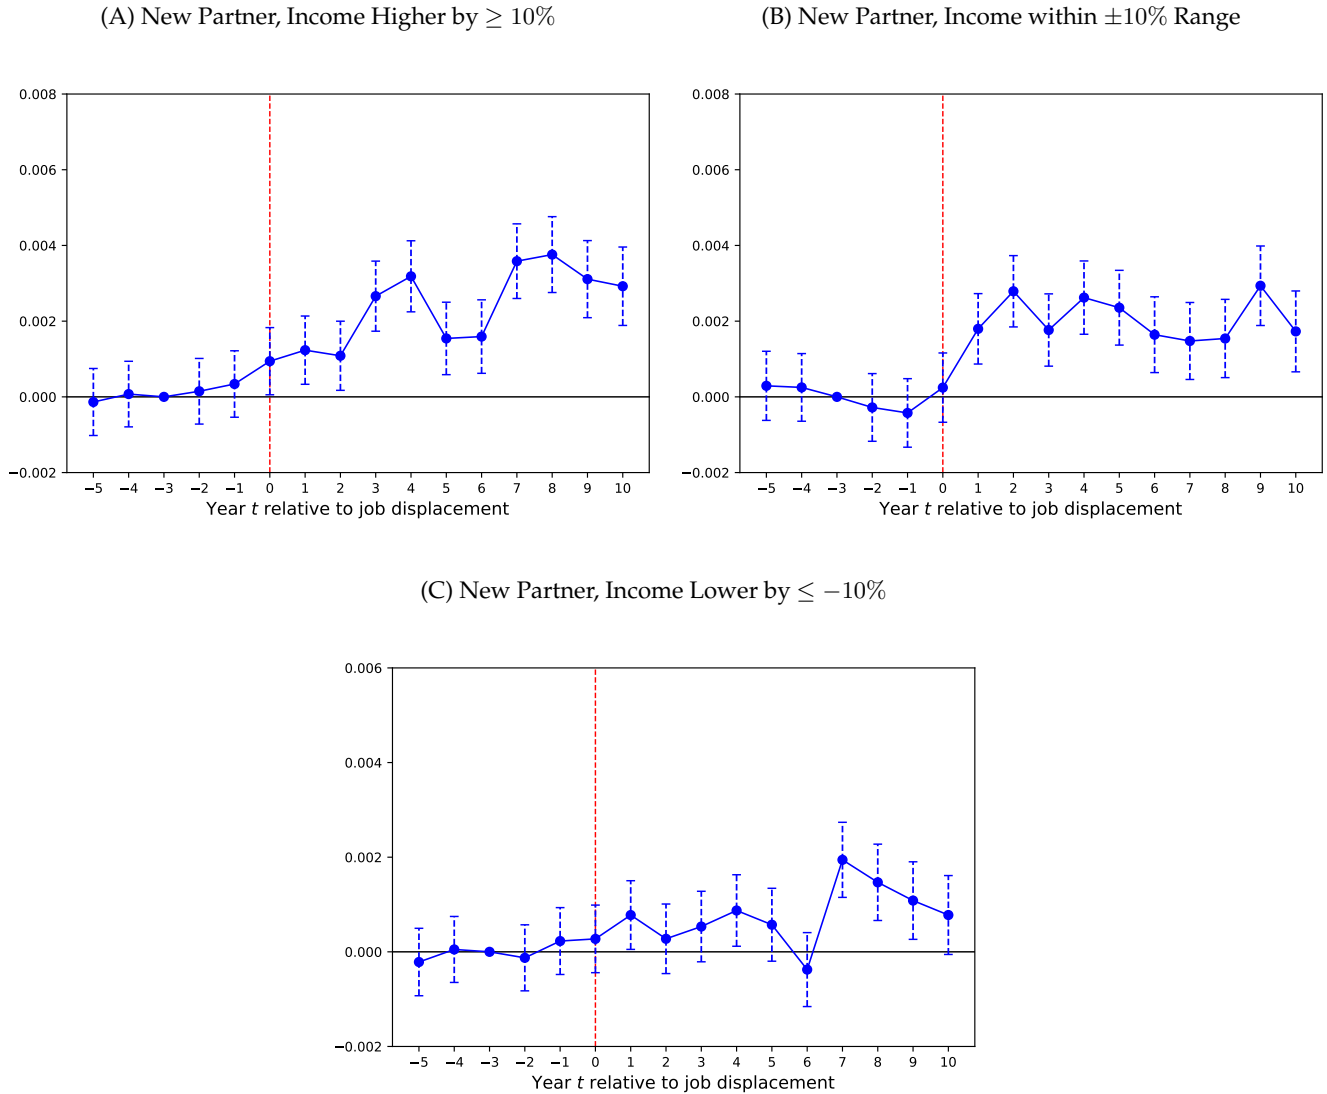 (A) New Partner, Income Higher by ≥ 10%
0.008
0.006
0.004
0.002
0.000
−0.002
−5 −4 −3 −2 −1 0 1 2 3 4 5 6 7 8 9 10
Year t relative to job displacement
(B) New Partner, Income within ±10% Range
0.008
0.006
0.004
0.002
0.000
−0.002
−5 −4 −3 −2 −1 0 1 2 3 4 5 6 7 8 9 10
Year t relative to job displacement
(C) New Partner, Income Lower by ≤ −10%
0.006
0.004
0.002
0.000
−0.002
−5 −4 −3 −2 −1 0 1 2 3 4 5 6 7 8 9 10
Year t relative to job displacement